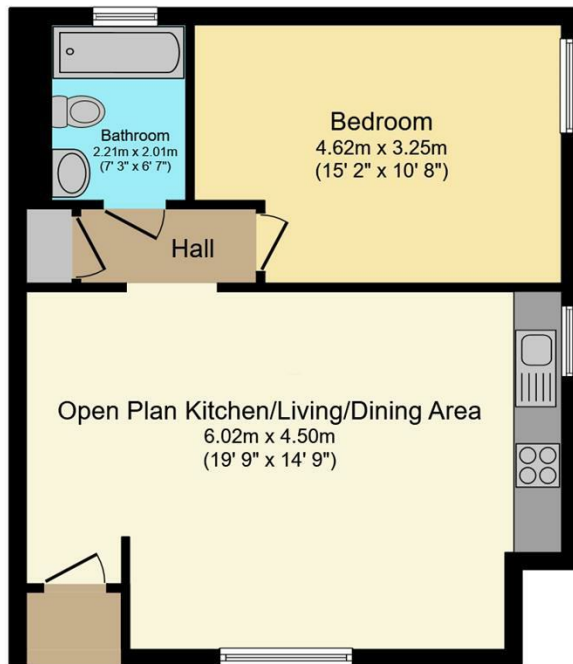 Bathroom
2.21m x 2.01m
(7' 3" x 6' 7")
Bedroom
4.62m x 3.25m
(15' 2" x 10' 8")
Hall
Open Plan Kitchen/Living/Dining Area
6.02m x 4.50m
(19' 9" x 14' 9")